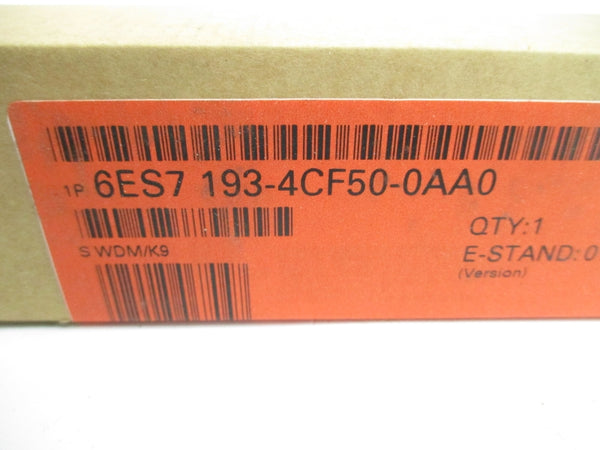 1P 6ES7 193-4CF50-0AA0
QTY:1
S WDM/K9
E-STAND: 0
(Version)